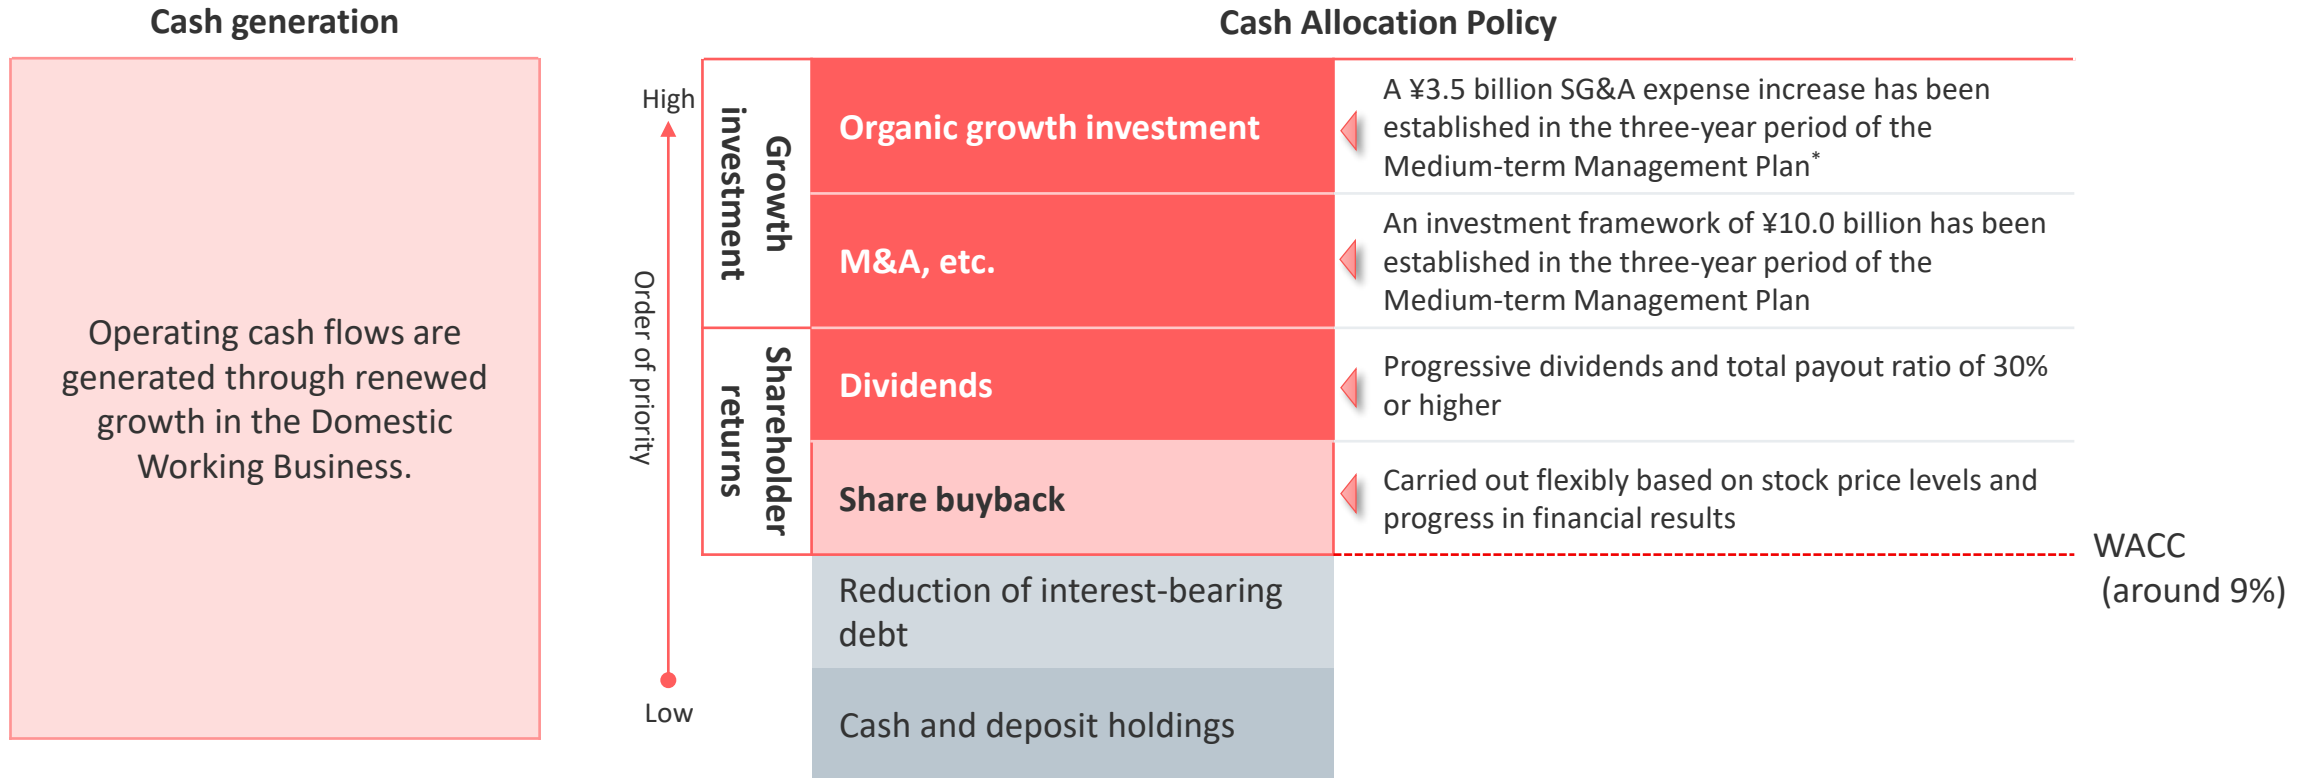 Cash generation
Operating cash flows are
generated through renewed
growth in the Domestic
Working Business.
Cash Allocation Policy
High
Order of priority
Low
Growth
investment
Organic growth investment
A ¥3.5 billion SG&A expense increase has been
established in the three-year period of the
Medium-term Management Plan*
M&A, etc.
An investment framework of ¥10.0 billion has been
established in the three-year period of the
Medium-term Management Plan
Shareholder
returns
Dividends
Progressive dividends and total payout ratio of 30%
or higher
Share buyback
Carried out flexibly based on stock price levels and
progress in financial results
WACC
(around 9%)
Reduction of interest-bearing
debt
Cash and deposit holdings